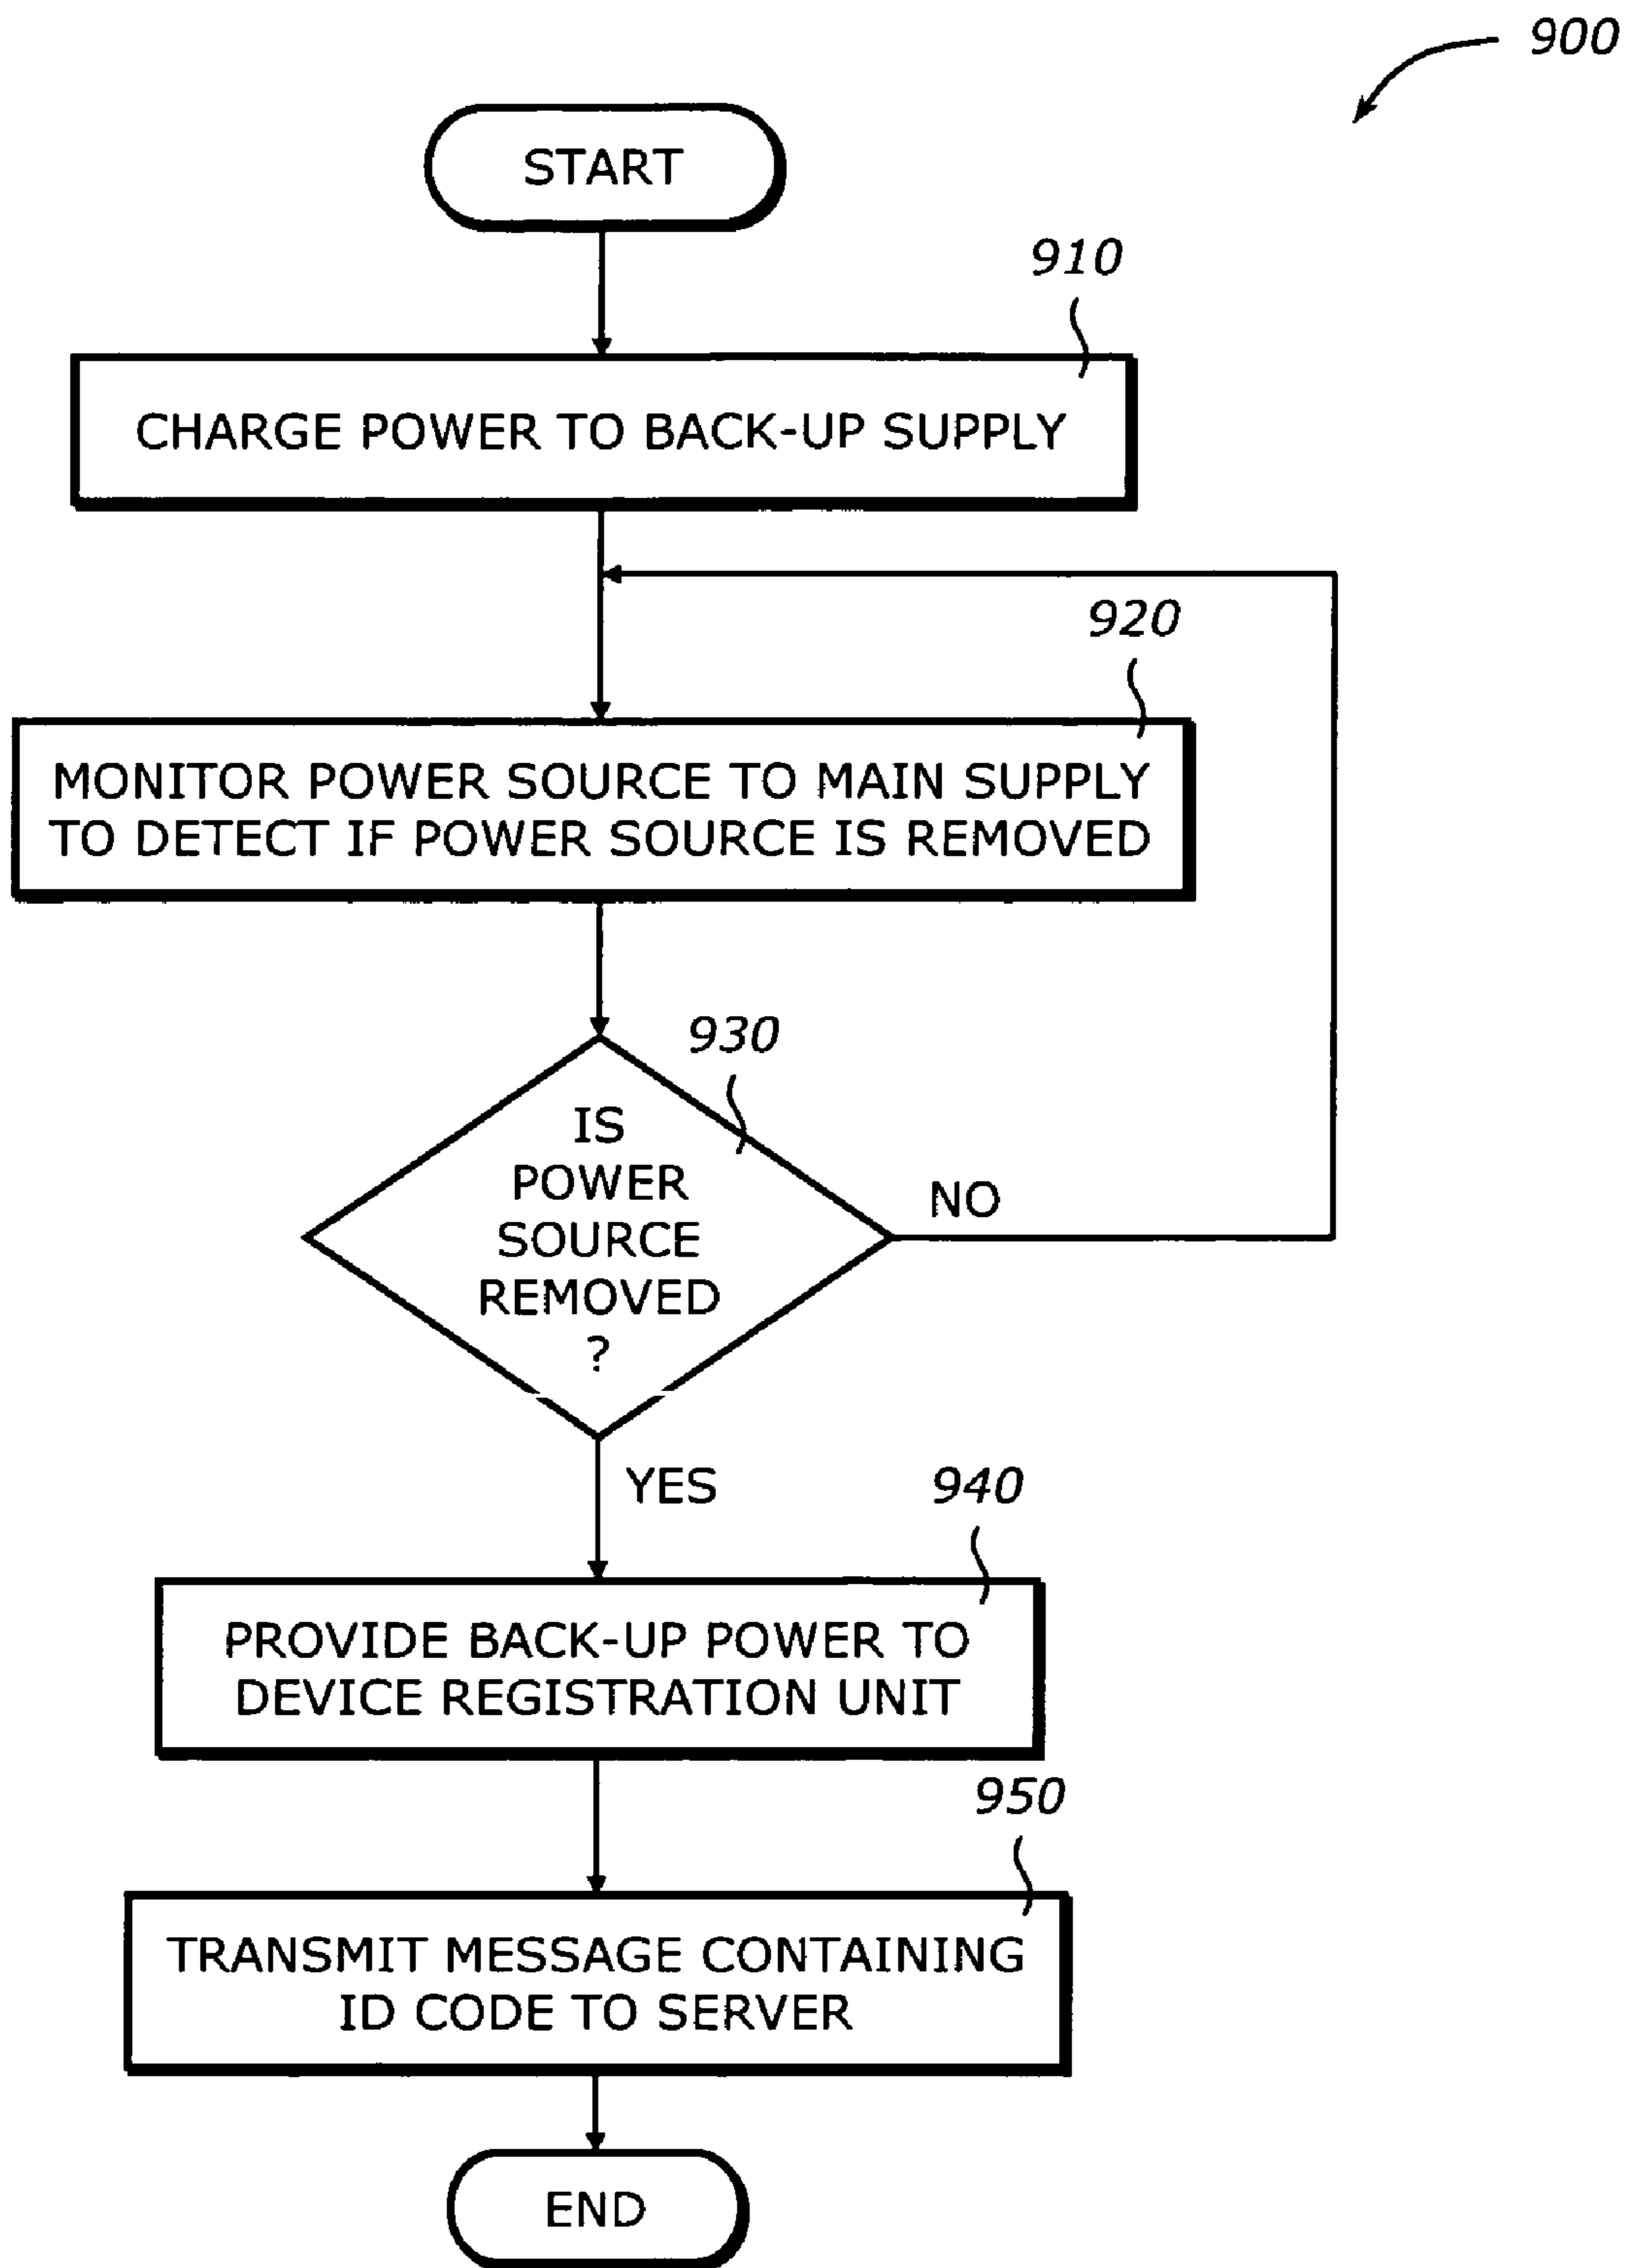 900
START
910
CHARGE POWER TO BACK-UP SUPPLY
920
MONITOR POWER SOURCE TO MAIN SUPPLY
TO DETECT IF POWER SOURCE IS REMOVED
930
IS
POWER
SOURCE
REMOVED
?
NO
YES
940
PROVIDE BACK-UP POWER TO
DEVICE REGISTRATION UNIT
950
TRANSMIT MESSAGE CONTAINING
ID CODE TO SERVER
END